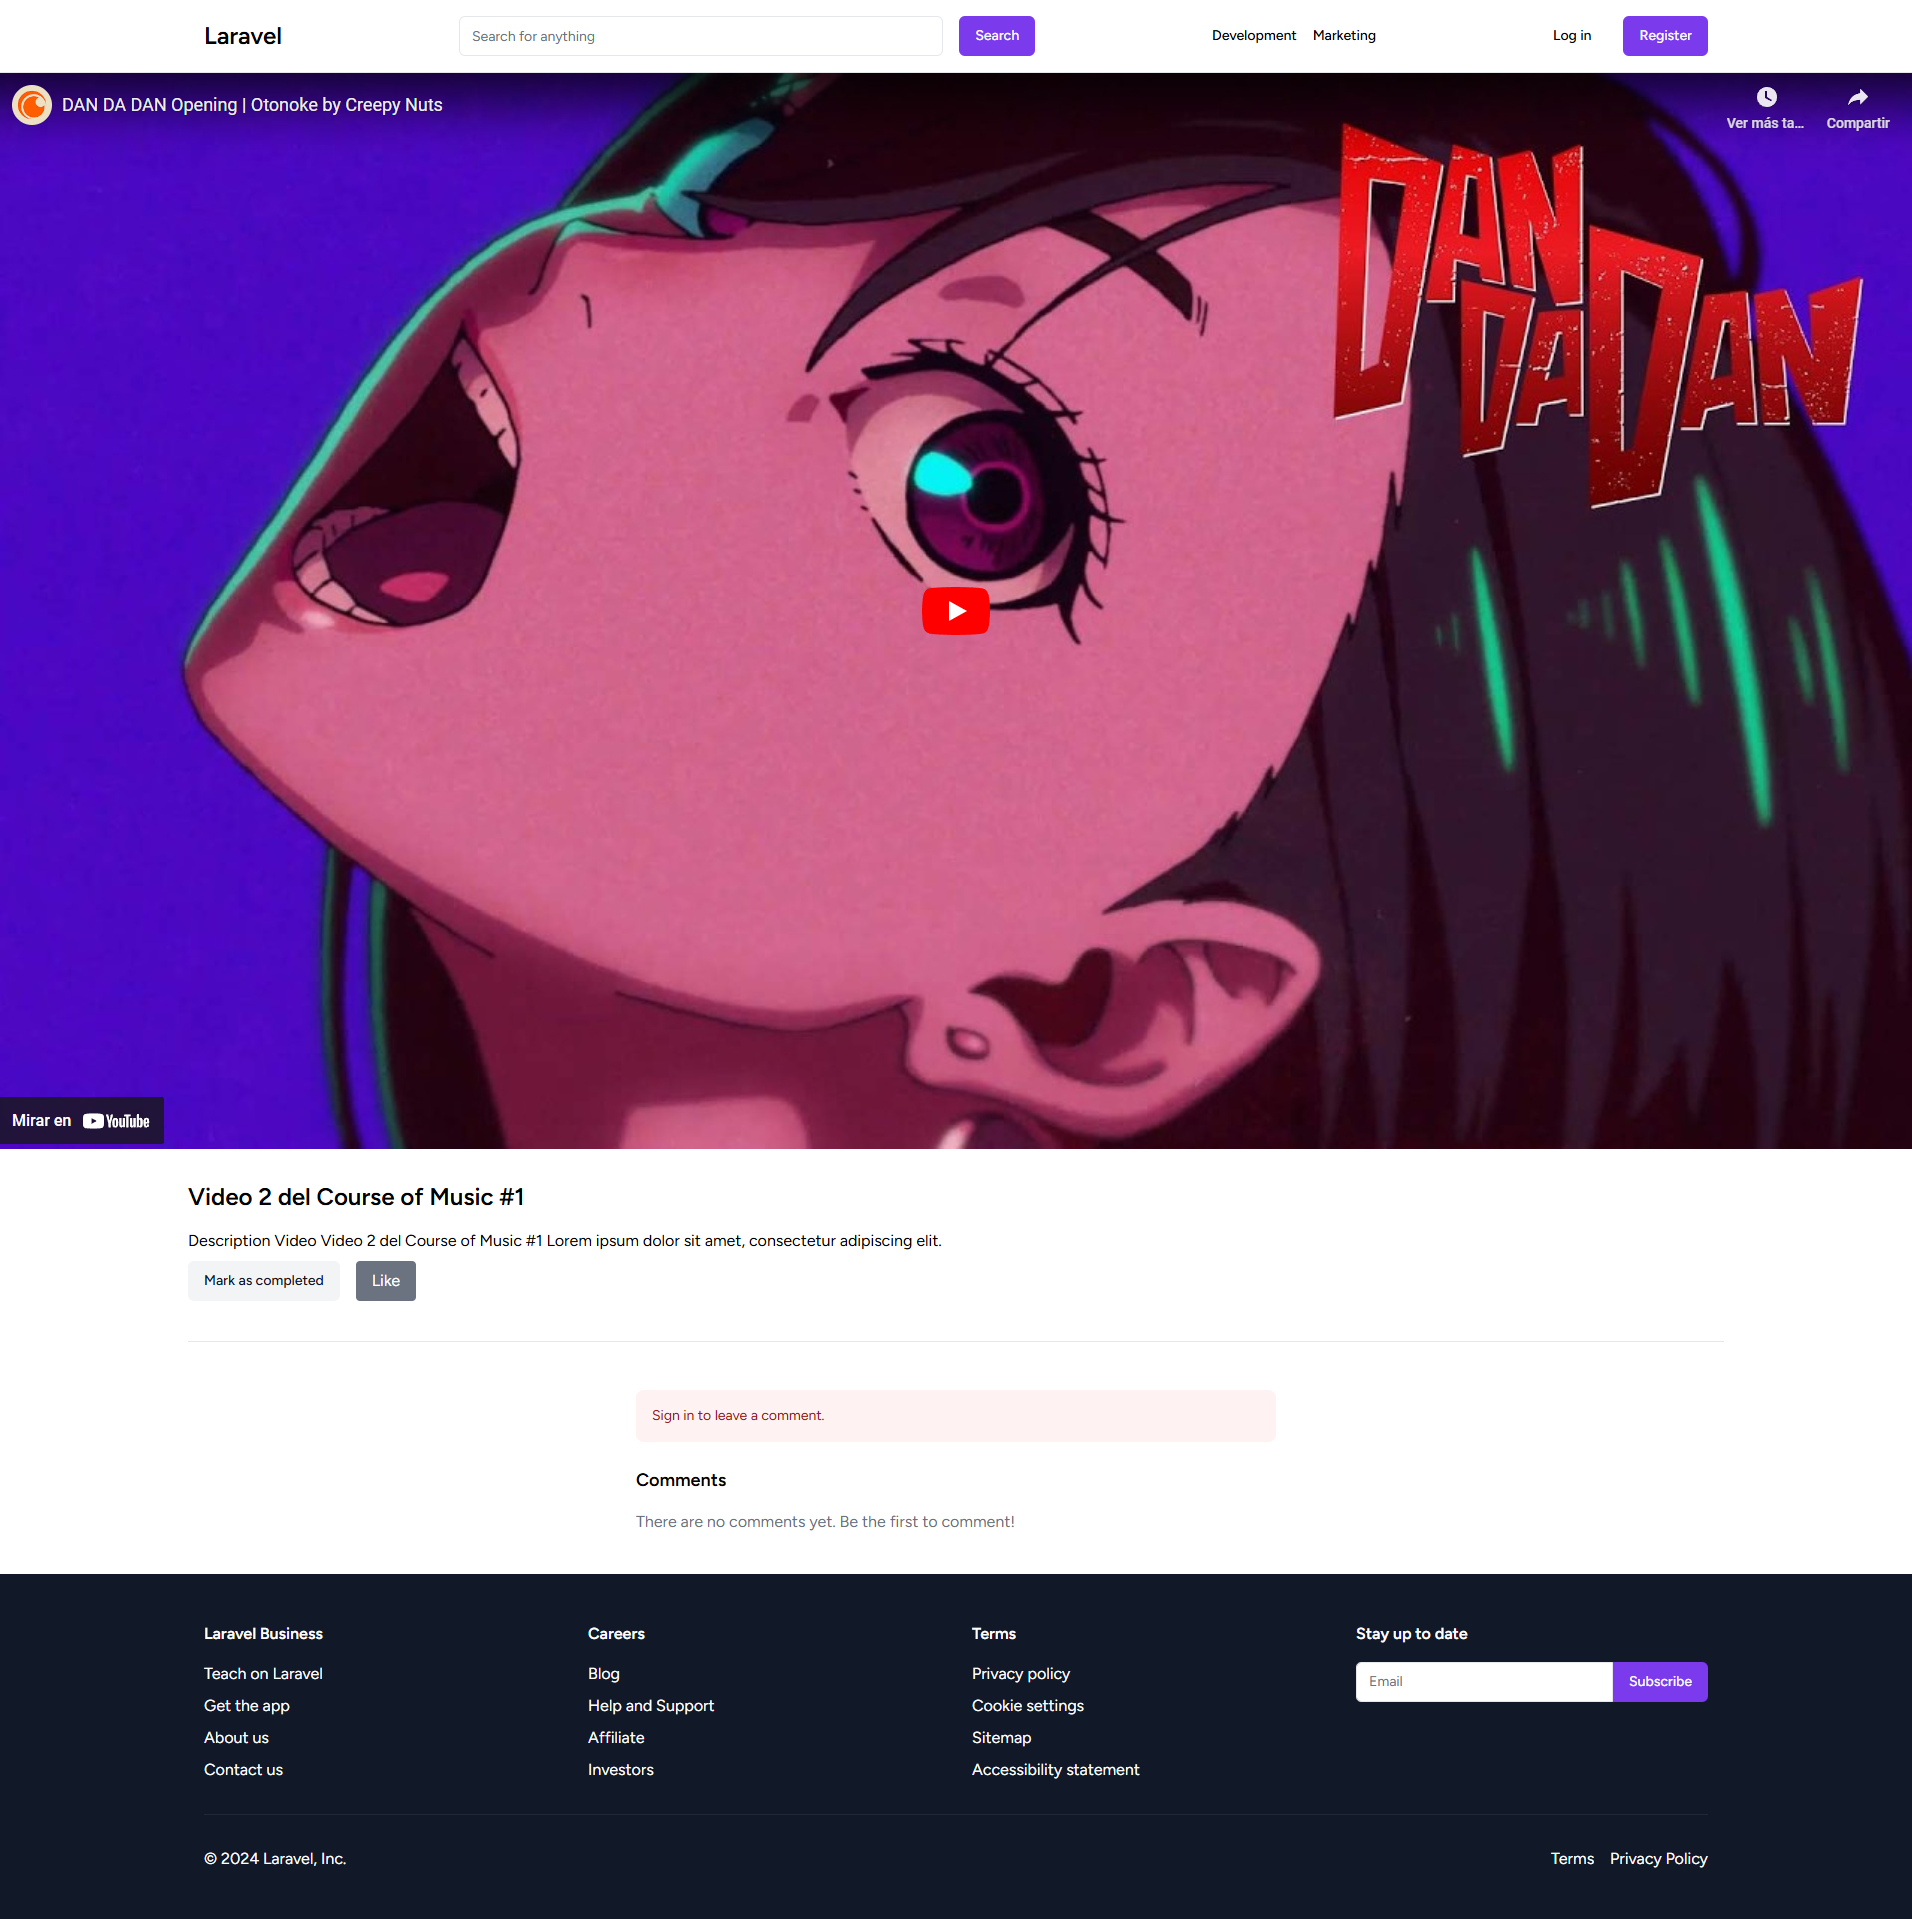 Laravel
Search for anything
Search
Development Marketing
Log in
Register
DAN DA DAN Opening | Otonoke by Creepy Nuts
Ver más ta...
Compartir
DAN
DA
DAN
Mirar en YouTube
Video 2 del Course of Music #1
Description Video Video 2 del Course of Music #1 Lorem ipsum dolor sit amet, consectetur adipiscing elit.
Mark as completed
Like
Sign in to leave a comment.
Comments
There are no comments yet. Be the first to comment!
Laravel Business
Teach on Laravel
Get the app
About us
Contact us
Careers
Blog
Help and Support
Affiliate
Investors
Terms
Privacy policy
Cookie settings
Sitemap
Accessibility statement
Stay up to date
Email
Subscribe
© 2024 Laravel, Inc.
Terms Privacy Policy